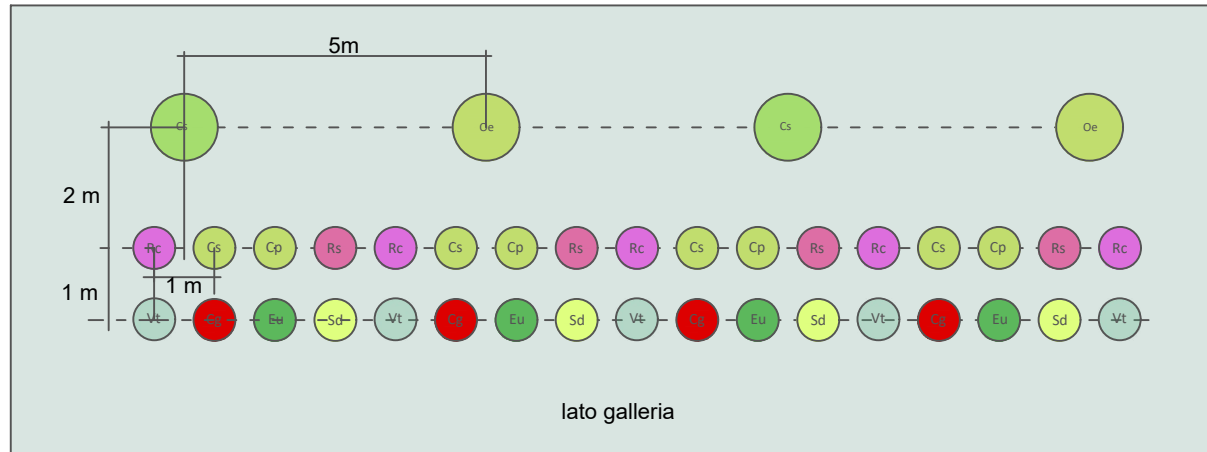 5m
Cs Oe Cs Oe
2 m
Rc Cs Cp Rs Rc Cs Cp Rs Rc Cs Cp Rs Rc Cs Cp Rs Rc
1 m
1 m
Vt Cg Eu Sd Vt Cg Eu Sd Vt Cg Eu Sd Vt Cg Eu Sd Vt
lato galleria